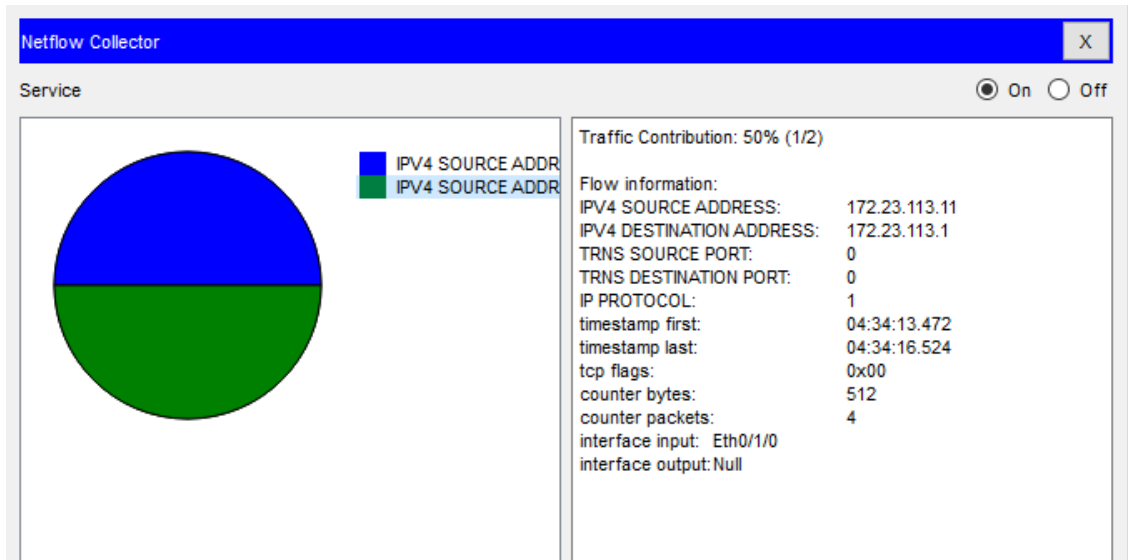 Netflow Collector
X
Service
On Off
IPV4 SOURCE ADDR
IPV4 SOURCE ADDR
Traffic Contribution: 50% (1/2)
Flow information:
IPV4 SOURCE ADDRESS: 172.23.113.11
IPV4 DESTINATION ADDRESS: 172.23.113.1
TRNS SOURCE PORT: 0
TRNS DESTINATION PORT: 0
IP PROTOCOL: 1
timestamp first: 04:34:13.472
timestamp last: 04:34:16.524
tcp flags: 0x00
counter bytes: 512
counter packets: 4
interface input: Eth0/1/0
interface output: Null